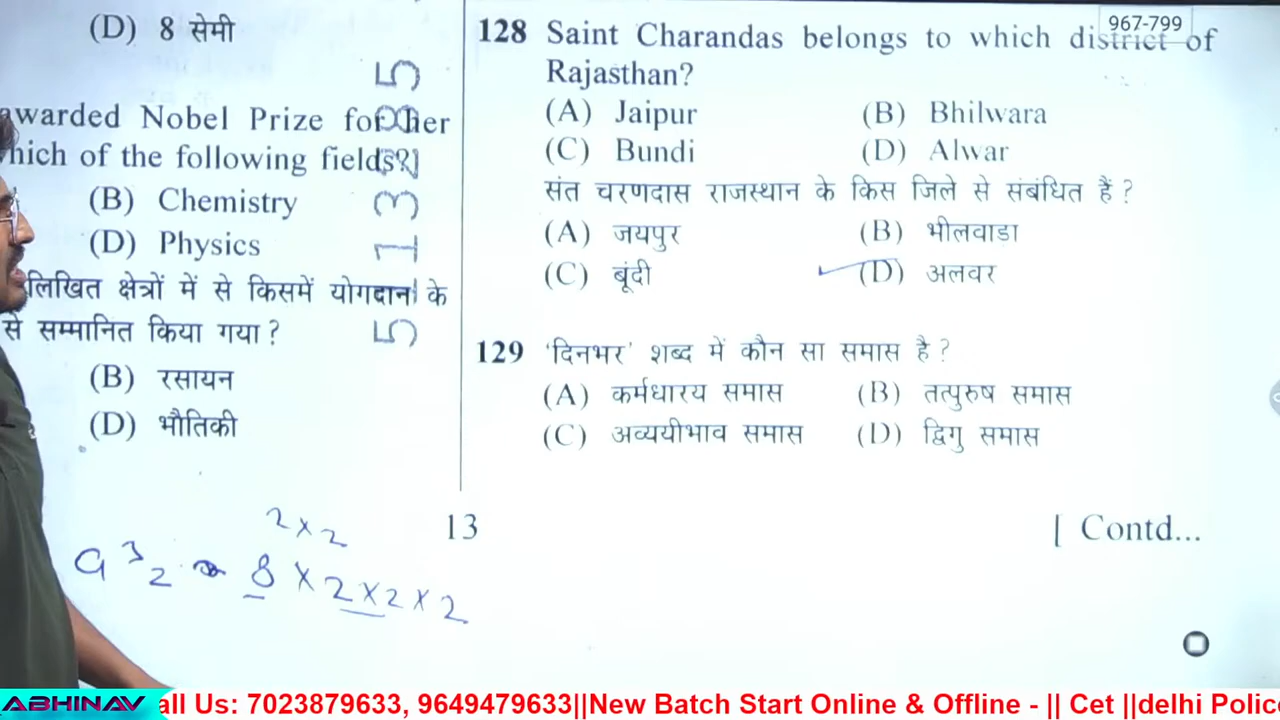 (D) 8 सेमी
awarded Nobel Prize for her
hich of the following fields?
(B) Chemistry
(D) Physics
लिखित क्षेत्रों में से किसमें योगदान के
से सम्मानित किया गया ?
(B) रसायन
(D) भौतिकी
967-799
128 Saint Charandas belongs to which district of
Rajasthan?
(A) Jaipur (B) Bhilwara
(C) Bundi (D) Alwar
संत चरणदास राजस्थान के किस जिले से संबंधित हैं ?
(A) जयपुर (B) भीलवाडा
(C) बूंदी (D) अलवर
129 'दिनभर' शब्द में कौन सा समास है ?
(A) कर्मधारय समास (B) तत्पुरुष समास
(C) अव्ययीभाव समास (D) द्विगु समास
13 [ Contd...
2 × 2
8 × 2 × 2 × 2
ABHINAV
all Us: 7023879633, 9649479633||New Batch Start Online & Offline - || Cet ||delhi Police